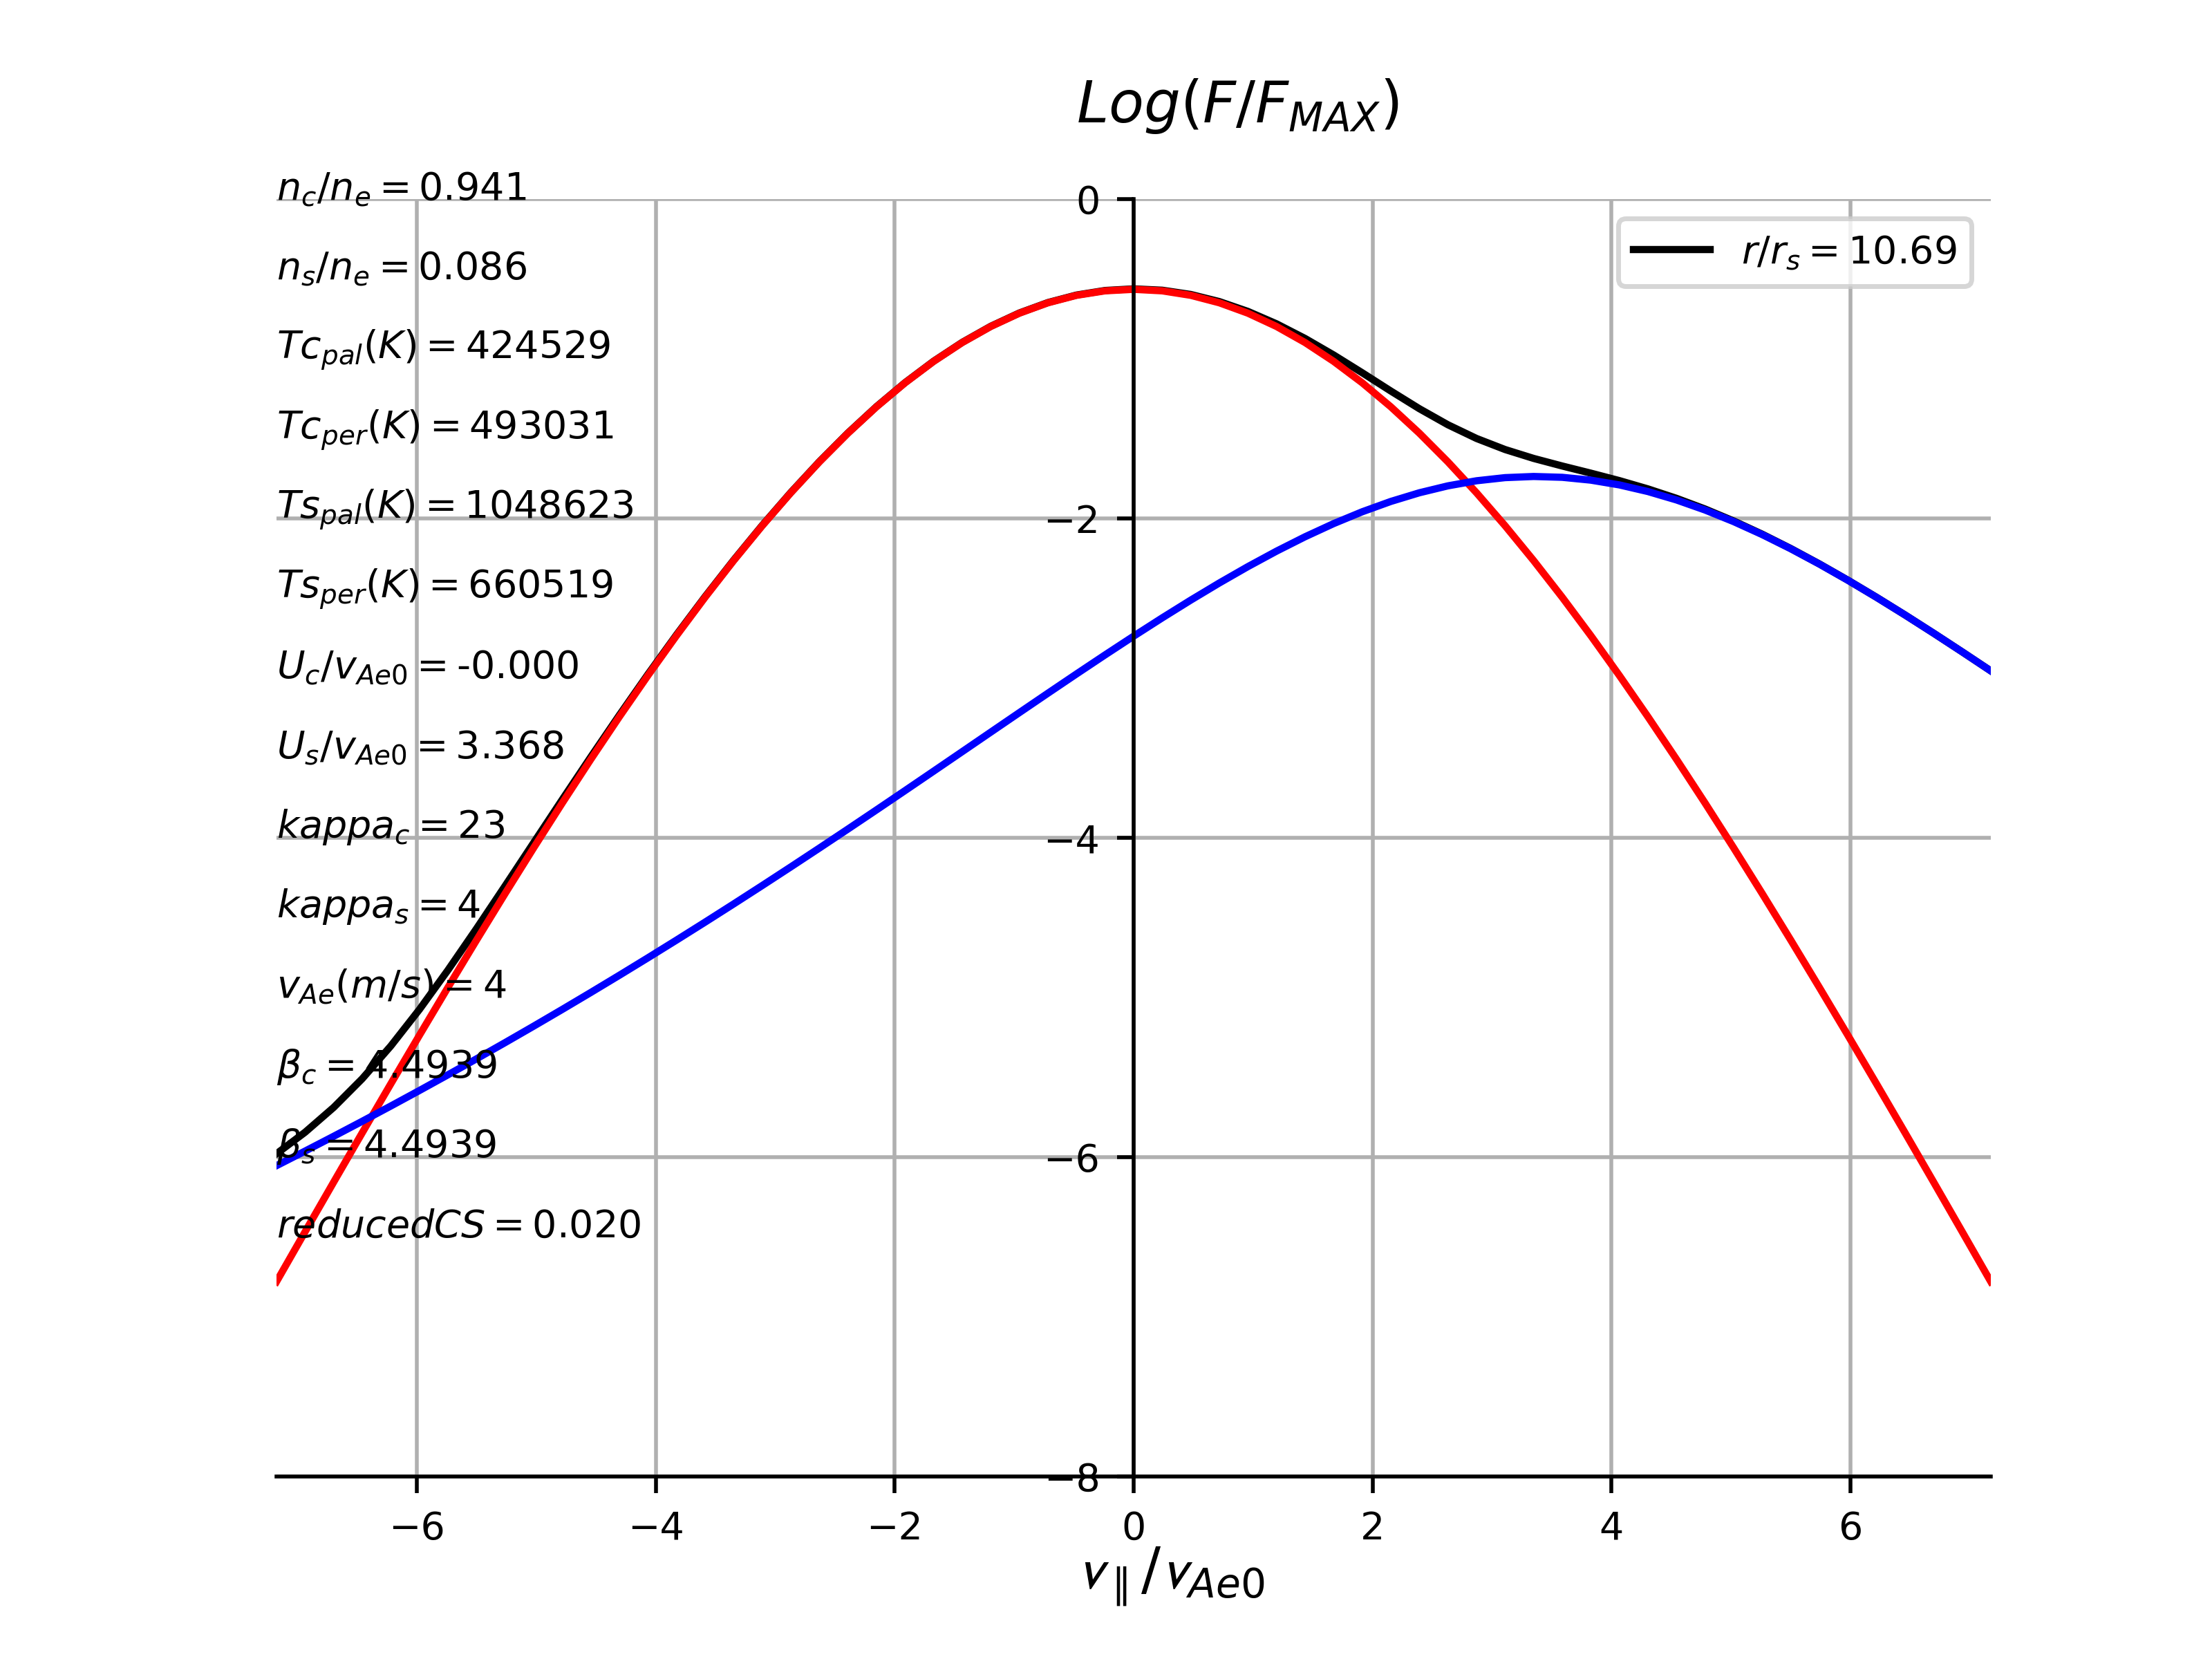 Log(F/F_MAX)
n_c/n_e = 0.941
n_s/n_e = 0.086
Tc_pal(K) = 424529
Tc_per(K) = 493031
Ts_pal(K) = 1048623
Ts_per(K) = 660519
U_c/v_Ae0 = -0.000
U_s/v_Ae0 = 3.368
kappa_c = 23
kappa_s = 4
v_Ae(m/s) = 4
β_c = 4.4939
β_s = 4.4939
reducedCS = 0.020
r/r_s = 10.69
0
−2
−4
−6
−8
−6 −4 −2 0 2 4 6
v_∥/v_Ae0